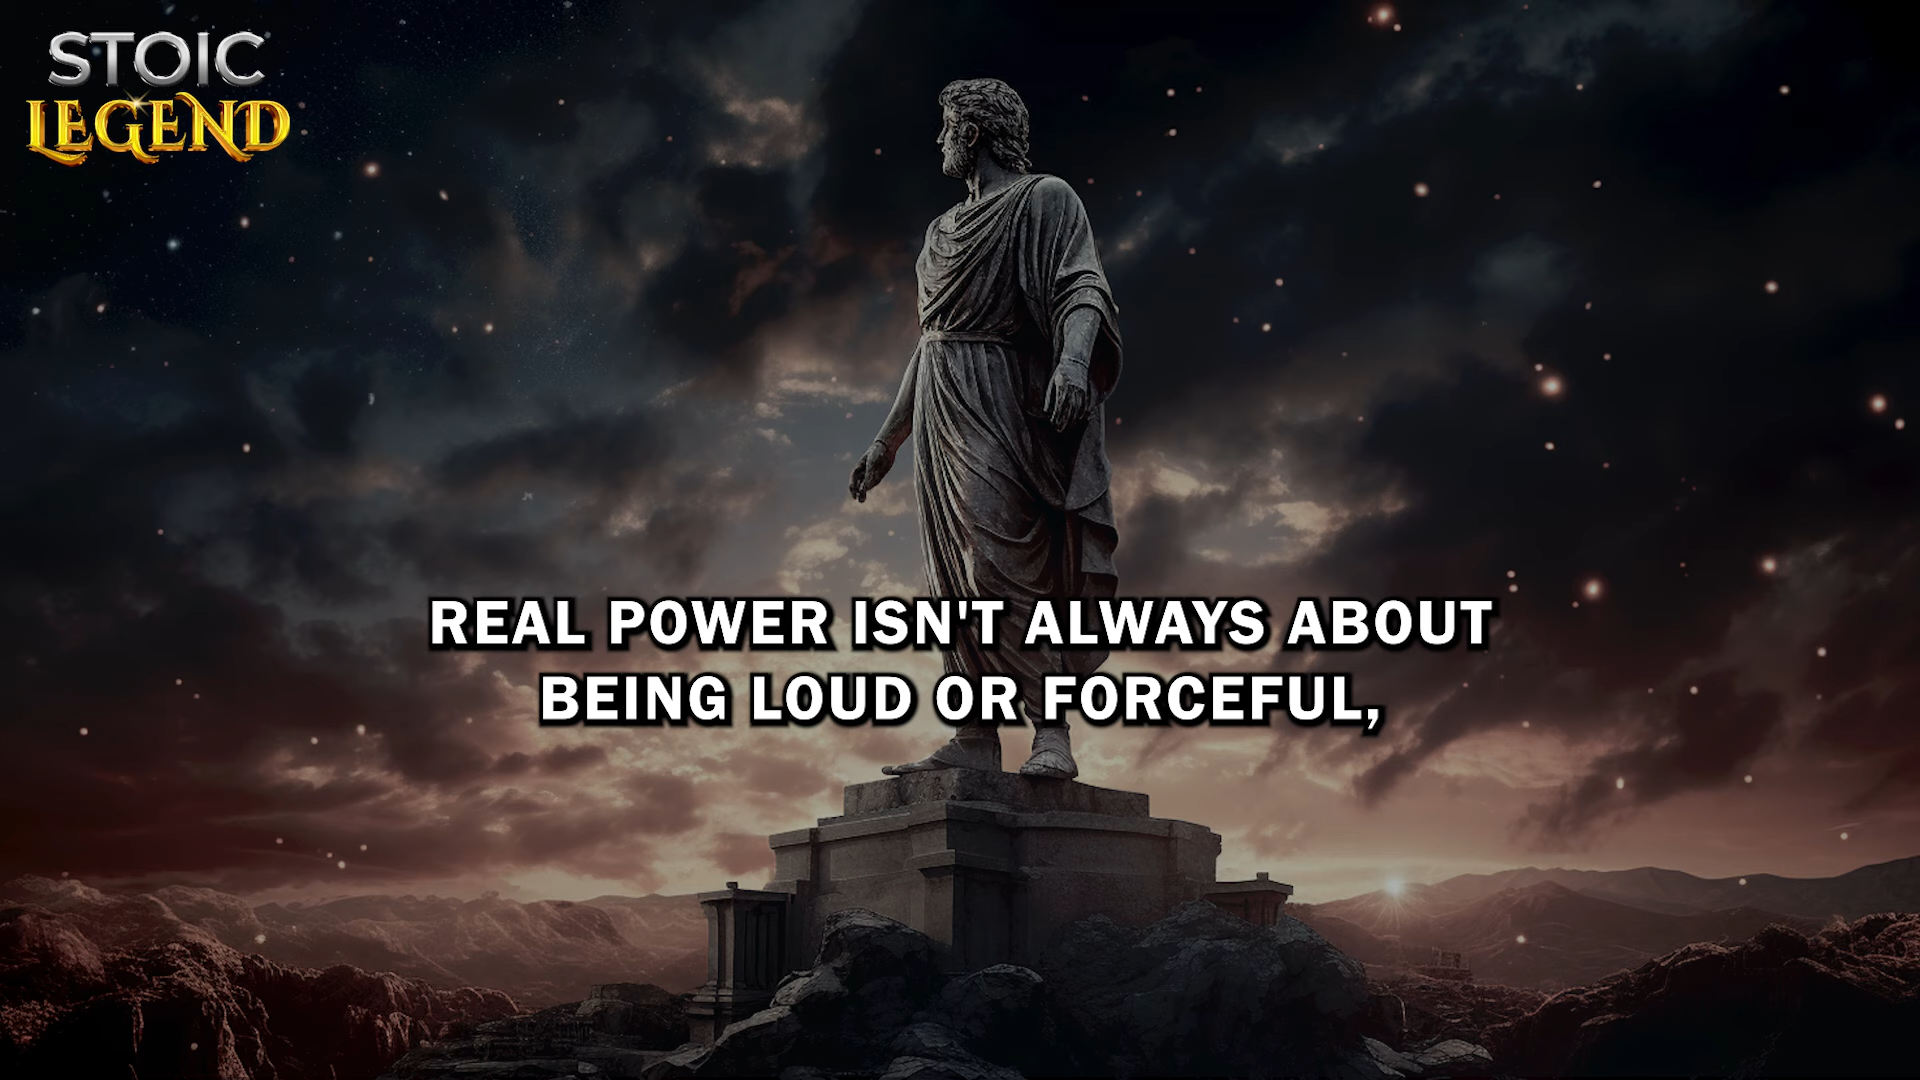 STOIC
LEGEND
REAL POWER ISN'T ALWAYS ABOUT
BEING LOUD OR FORCEFUL,